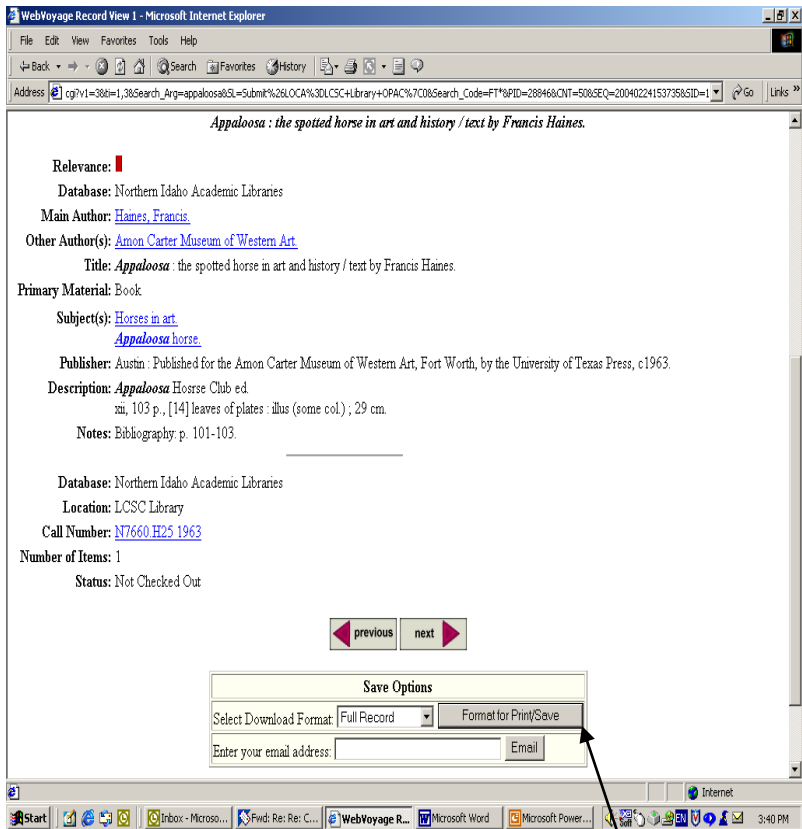 WebVoyage Record View 1 - Microsoft Internet Explorer
File Edit View Favorites Tools Help
Back Search Favorites History
Address cgi?v1=3&ti=1,3&Search_Arg=appaloosa&SL=Submit%26LOCA%3DLCSC+Library+OPAC%7C0&Search_Code=FT*&PID=28846&CNT=50&SEQ=20040224153735&SID=1 Go Links »
Appaloosa : the spotted horse in art and history / text by Francis Haines.
Relevance:
Database: Northern Idaho Academic Libraries
Main Author: Haines, Francis.
Other Author(s): Amon Carter Museum of Western Art.
Title: Appaloosa : the spotted horse in art and history / text by Francis Haines.
Primary Material: Book
Subject(s): Horses in art.
Appaloosa horse.
Publisher: Austin : Published for the Amon Carter Museum of Western Art, Fort Worth, by the University of Texas Press, c1963.
Description: Appaloosa Hosrse Club ed.
xii, 103 p., [14] leaves of plates : illus (some col.) ; 29 cm.
Notes: Bibliography: p. 101-103.
Database: Northern Idaho Academic Libraries
Location: LCSC Library
Call Number: N7660.H25 1963
Number of Items: 1
Status: Not Checked Out
previous next
Save Options
Select Download Format: Full Record Format for Print/Save
Enter your email address: Email
Internet
Start Inbox - Microso... Fwd: Re: Re: C... WebVoyage R... Microsoft Word Microsoft Power... EN 3:40 PM